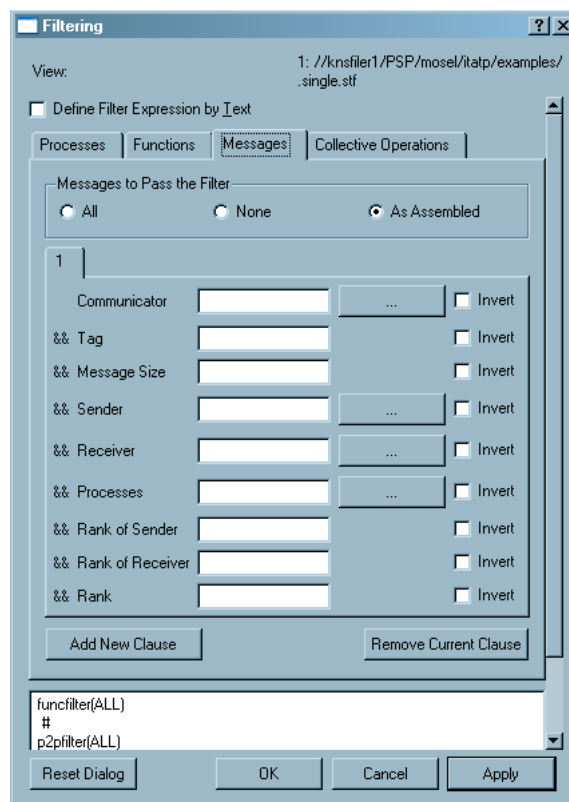 Filtering
View:
1: //knsfiler1/PSP/mosel/itatp/examples/
.single.stf
Define Filter Expression by Text
Processes Functions Messages Collective Operations
Messages to Pass the Filter
All None As Assembled
1
Communicator ... Invert
&& Tag Invert
&& Message Size Invert
&& Sender ... Invert
&& Receiver ... Invert
&& Processes ... Invert
&& Rank of Sender Invert
&& Rank of Receiver Invert
&& Rank Invert
Add New Clause Remove Current Clause
funcfilter(ALL)
#
p2pfilter(ALL)
Reset Dialog OK Cancel Apply